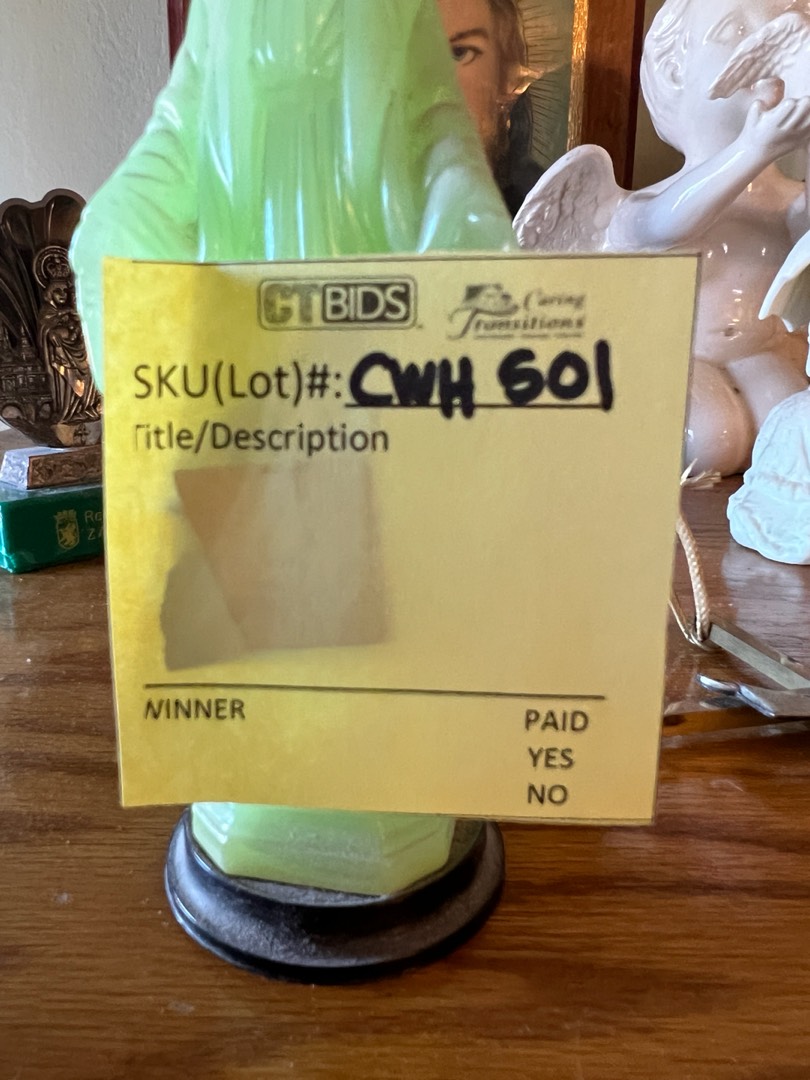 CTBIDS
Caring
Transitions
SKU(Lot)#: CWH 501
Title/Description
WINNER
PAID
YES
NO